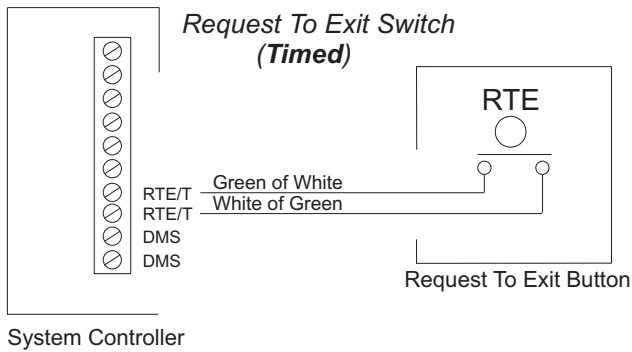 Request To Exit Switch
(Timed)
RTE
RTE/T
Green of White
RTE/T
White of Green
DMS
DMS
Request To Exit Button
System Controller